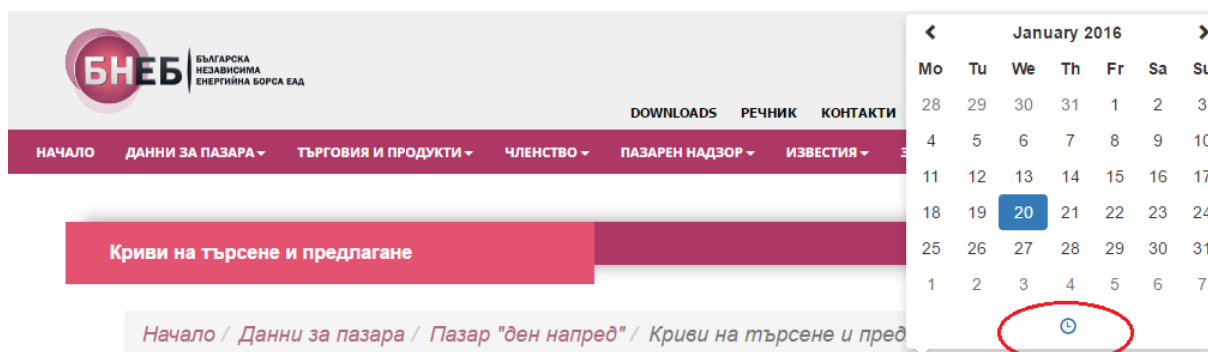 БНЕБ
БЪЛГАРСКА
НЕЗАВИСИМА
ЕНЕРГИЙНА БОРСА ЕАД
DOWNLOADS РЕЧНИК КОНТАКТИ
НАЧАЛО ДАННИ ЗА ПАЗАРА ТЪРГОВИЯ И ПРОДУКТИ ЧЛЕНСТВО ПАЗАРЕН НАДЗОР ИЗВЕСТИЯ
Криви на търсене и предлагане
Начало / Данни за пазара / Пазар "ден напред" / Криви на търсене и пред
January 2016
Mo Tu We Th Fr Sa Su
28 29 30 31 1 2 3
4 5 6 7 8 9 10
11 12 13 14 15 16 17
18 19 20 21 22 23 24
25 26 27 28 29 30 31
1 2 3 4 5 6 7